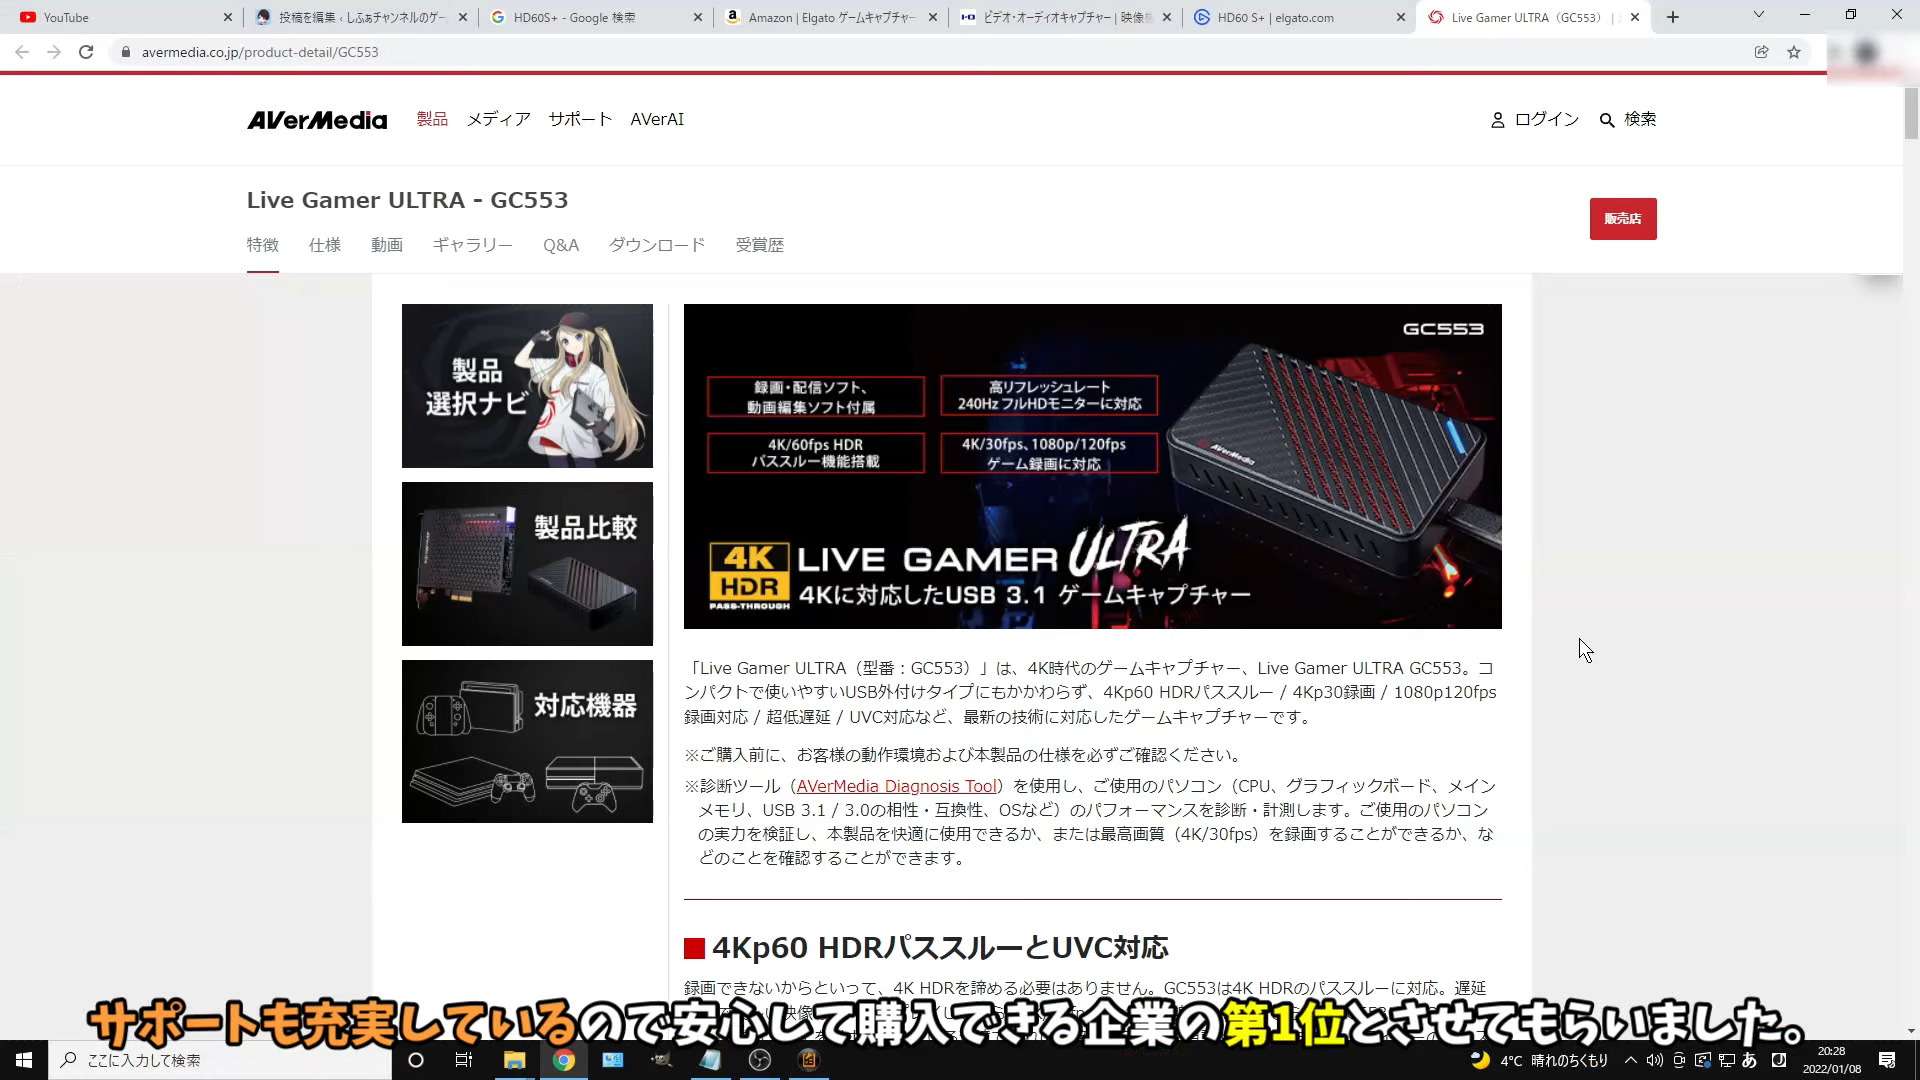 YouTube
投稿を編集 ‹ しふぁチャンネルのゲー
HD60S+ - Google 検索
Amazon | Elgato ゲームキャプチャー
ビデオ・オーディオキャプチャー | 映像
HD60 S+ | elgato.com
Live Gamer ULTRA（GC553） |
avermedia.co.jp/product-detail/GC553
AVerMedia 製品 メディア サポート AVerAI ログイン 検索
Live Gamer ULTRA - GC553
販売店
特徴 仕様 動画 ギャラリー Q&A ダウンロード 受賞歴
製品
選択ナビ
製品比較
対応機器
GC553
録画・配信ソフト、
動画編集ソフト付属
高リフレッシュレート
240Hz フルHDモニターに対応
4K/60fps HDR
パススルー機能搭載
4K/30fps、1080p/120fps
ゲーム録画に対応
AVerMedia
4K
HDR
PASS-THROUGH
LIVE GAMER ULTRA
4Kに対応したUSB 3.1 ゲームキャプチャー
「Live Gamer ULTRA（型番：GC553）」は、4K時代のゲームキャプチャー、Live Gamer ULTRA GC553。コ
ンパクトで使いやすいUSB外付けタイプにもかかわらず、4Kp60 HDRパススルー / 4Kp30録画 / 1080p120fps
録画対応 / 超低遅延 / UVC対応など、最新の技術に対応したゲームキャプチャーです。
※ご購入前に、お客様の動作環境および本製品の仕様を必ずご確認ください。
※診断ツール（AVerMedia Diagnosis Tool）を使用し、ご使用のパソコン（CPU、グラフィックボード、メイン
メモリ、USB 3.1 / 3.0の相性・互換性、OSなど）のパフォーマンスを診断・計測します。ご使用のパソコン
の実力を検証し、本製品を快適に使用できるか、または最高画質（4K/30fps）を録画することができるか、な
どのことを確認することができます。
4Kp60 HDRパススルーとUVC対応
録画できないからといって、4K HDRを諦める必要はありません。GC553は4K HDRのパススルーに対応。遅延
サポートも充実しているので安心して購入できる企業の第1位とさせてもらいました。
ここに入力して検索
4°C 晴れのちくもり
あ
20:28
2022/01/08